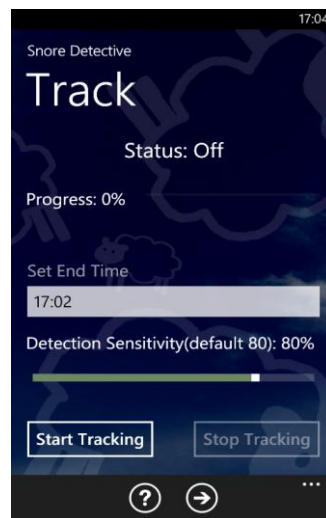 17:04
Snore Detective
Track
Status: Off
Progress: 0%
Set End Time
17:02
Detection Sensitivity(default 80): 80%
Start Tracking
Stop Tracking
?
...